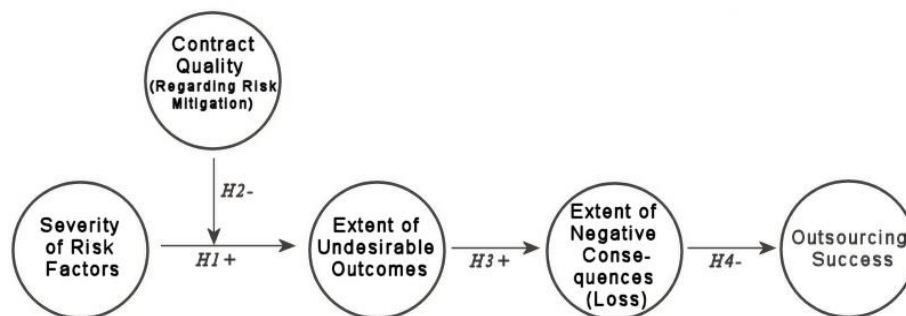 Contract
Quality
(Regarding Risk
Mitigation)
H2-
Severity
of Risk
Factors
H1+
Extent of
Undesirable
Outcomes
H3+
Extent of
Negative
Conse-
quences
(Loss)
H4-
Outsourcing
Success